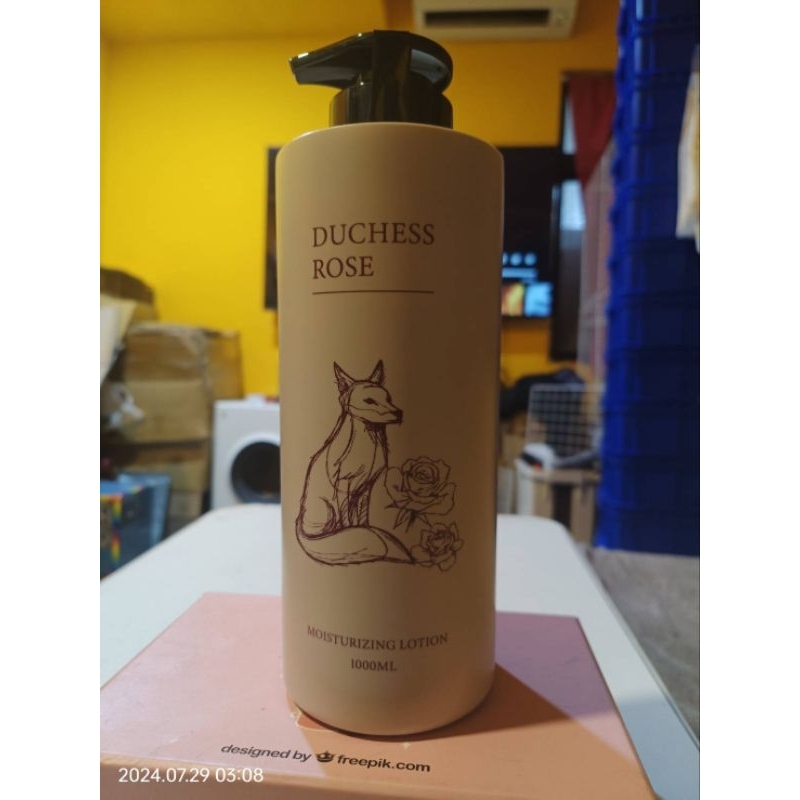 DUCHESS
ROSE
MOISTURIZING LOTION
1000ML
designed by freepik.com
2024.07.29 03:08